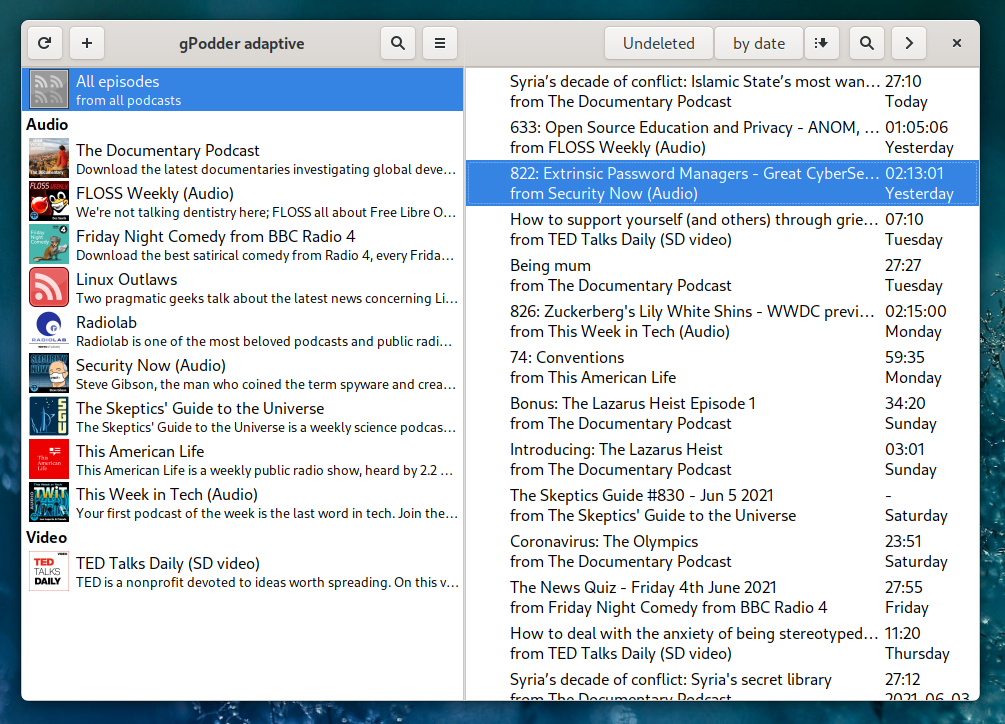 gPodder adaptive
Undeleted
by date
All episodes
from all podcasts
Audio
The Documentary Podcast
Download the latest documentaries investigating global deve...
FLOSS Weekly (Audio)
We're not talking dentistry here; FLOSS all about Free Libre O...
Friday Night Comedy from BBC Radio 4
Download the best satirical comedy from Radio 4, every Frida...
Linux Outlaws
Two pragmatic geeks talk about the latest news concerning Li...
Radiolab
Radiolab is one of the most beloved podcasts and public radi...
Security Now (Audio)
Steve Gibson, the man who coined the term spyware and crea...
The Skeptics' Guide to the Universe
The Skeptics' Guide to the Universe is a weekly science podcas...
This American Life
This American Life is a weekly public radio show, heard by 2.2 ...
This Week in Tech (Audio)
Your first podcast of the week is the last word in tech. Join the...
Video
TED TALKS DAILY
TED Talks Daily (SD video)
TED is a nonprofit devoted to ideas worth spreading. On this v...
Syria's decade of conflict: Islamic State's most wan... 27:10
from The Documentary Podcast Today
633: Open Source Education and Privacy - ANOM, ... 01:05:06
from FLOSS Weekly (Audio) Yesterday
822: Extrinsic Password Managers - Great CyberSe... 02:13:01
from Security Now (Audio) Yesterday
How to support yourself (and others) through grie... 07:10
from TED Talks Daily (SD video) Tuesday
Being mum 27:27
from The Documentary Podcast Tuesday
826: Zuckerberg's Lily White Shins - WWDC previ... 02:15:00
from This Week in Tech (Audio) Monday
74: Conventions 59:35
from This American Life Monday
Bonus: The Lazarus Heist Episode 1 34:20
from The Documentary Podcast Sunday
Introducing: The Lazarus Heist 03:01
from The Documentary Podcast Sunday
The Skeptics Guide #830 - Jun 5 2021 -
from The Skeptics' Guide to the Universe Saturday
Coronavirus: The Olympics 23:51
from The Documentary Podcast Saturday
The News Quiz - Friday 4th June 2021 27:55
from Friday Night Comedy from BBC Radio 4 Friday
How to deal with the anxiety of being stereotyped... 11:20
from TED Talks Daily (SD video) Thursday
Syria's decade of conflict: Syria's secret library 27:12
from The Documentary Podcast 2021-06-03